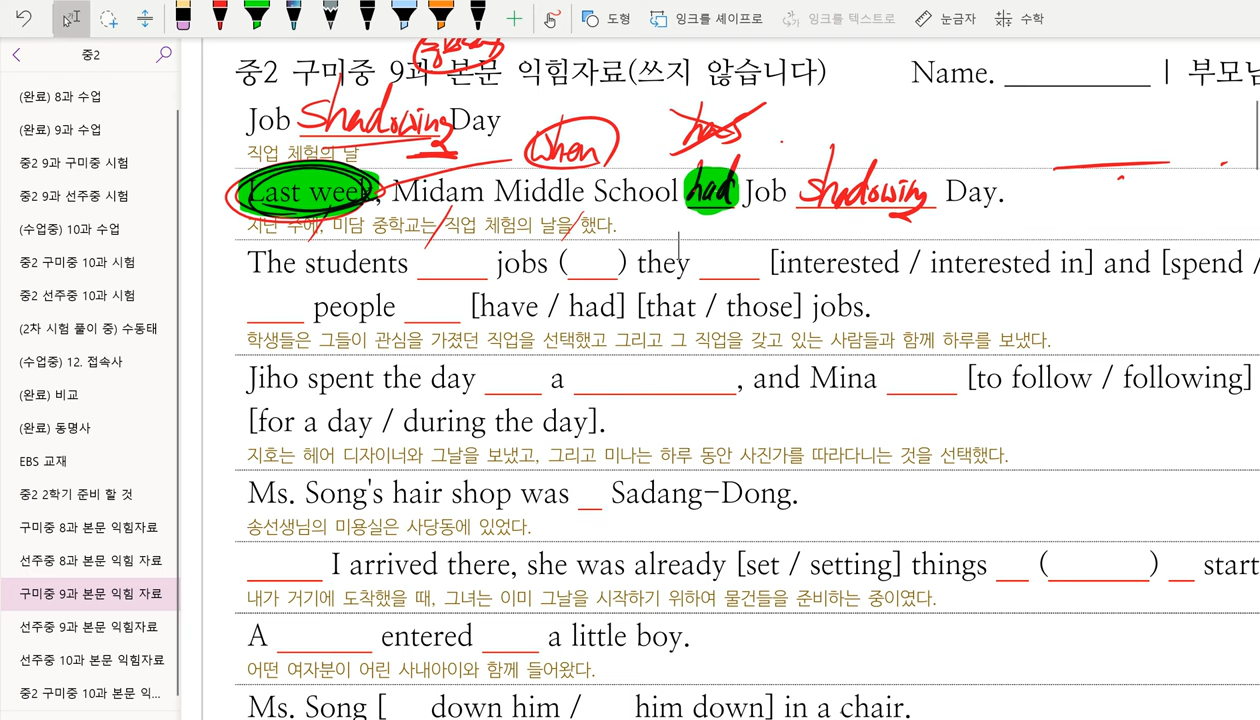 도형
잉크를 셰이프로
잉크를 텍스트로
눈금자
수학
중2
(완료) 8과 수업
(완료) 9과 수업
중2 9과 구미중 시험
중2 9과 선주중 시험
(수업중) 10과 수업
중2 구미중 10과 시험
중2 선주중 10과 시험
(2차 시험 풀이 중) 수동태
(수업중) 12. 접속사
(완료) 비교
(완료) 동명사
EBS 교재
중2 2학기 준비 할 것
구미중 8과 본문 익힘자료
선주중 8과 본문 익힘 자료
구미중 9과 본문 익힘 자료
선주중 9과 본문 익힘자료
선주중 10과 본문 익힘자료
중2 구미중 10과 본문 익...
중2 구미중 9과 본문 익힘자료(쓰지 않습니다) Name. __________ | 부모님
Job Shadowing Day
직업 체험의 날
When
has
Last week, Midam Middle School had Job Shadowing Day.
지난 주에, 미담 중학교는 직업 체험의 날을 했다.
The students _____ jobs (____) they _____ [interested / interested in] and [spend /
_____ people _____ [have / had] [that / those] jobs.
학생들은 그들이 관심을 가졌던 직업을 선택했고 그리고 그 직업을 갖고 있는 사람들과 함께 하루를 보냈다.
Jiho spent the day _____ a ______________, and Mina ______ [to follow / following]
[for a day / during the day].
지호는 헤어 디자이너와 그날을 보냈고, 그리고 미나는 하루 동안 사진가를 따라다니는 것을 선택했다.
Ms. Song's hair shop was __ Sadang-Dong.
송선생님의 미용실은 사당동에 있었다.
______ I arrived there, she was already [set / setting] things ___ (________) __ start
내가 거기에 도착했을 때, 그녀는 이미 그날을 시작하기 위하여 물건들을 준비하는 중이였다.
A ________ entered _____ a little boy.
어떤 여자분이 어린 사내아이와 함께 들어왔다.
Ms. Song [ down him / him down] in a chair.